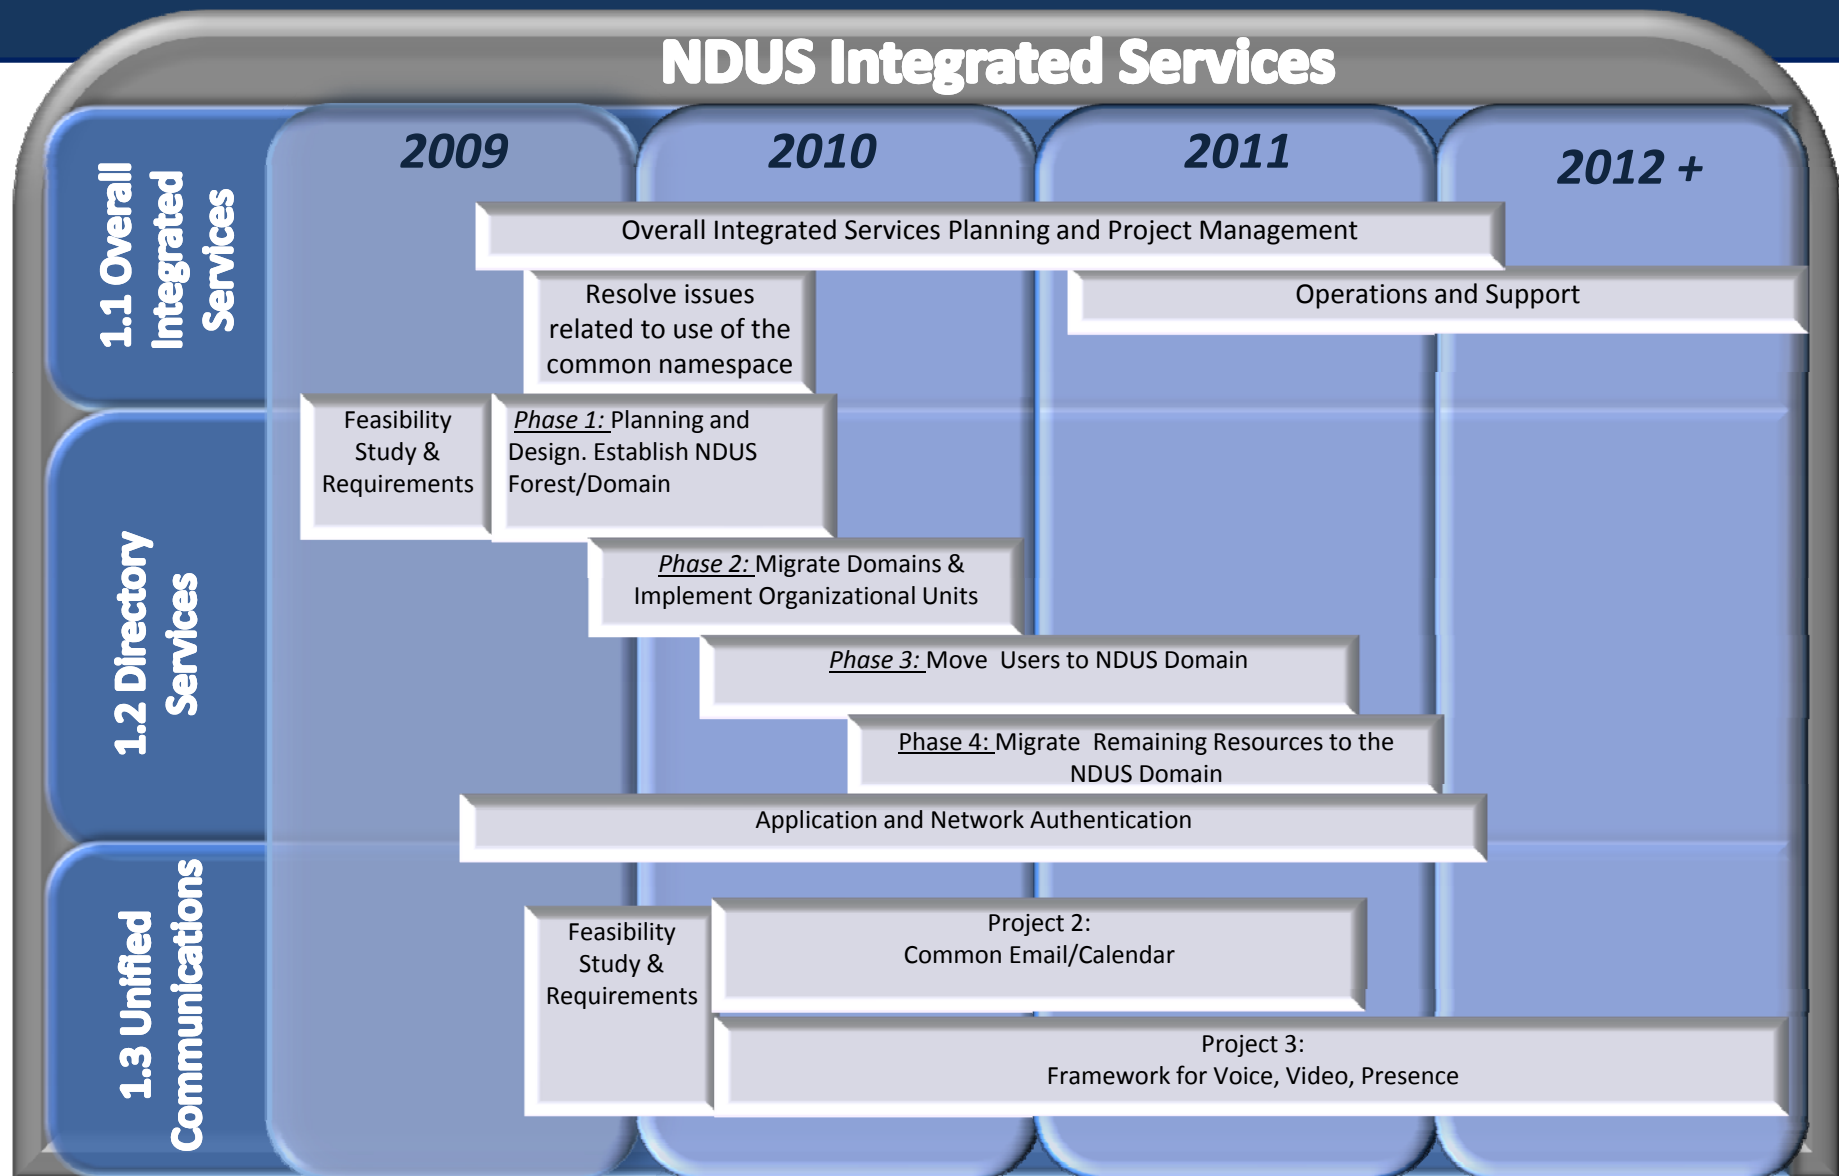 NDUS Integrated Services
2009
2010
2011
2012 +
1.1 Overall
Integrated
Services
Overall Integrated Services Planning and Project Management
Resolve issues
related to use of the
common namespace
Operations and Support
1.2 Directory
Services
Feasibility
Study &
Requirements
Phase 1: Planning and
Design. Establish NDUS
Forest/Domain
Phase 2: Migrate Domains &
Implement Organizational Units
Phase 3: Move Users to NDUS Domain
Phase 4: Migrate Remaining Resources to the
NDUS Domain
Application and Network Authentication
1.3 Unified
Communications
Feasibility
Study &
Requirements
Project 2:
Common Email/Calendar
Project 3:
Framework for Voice, Video, Presence